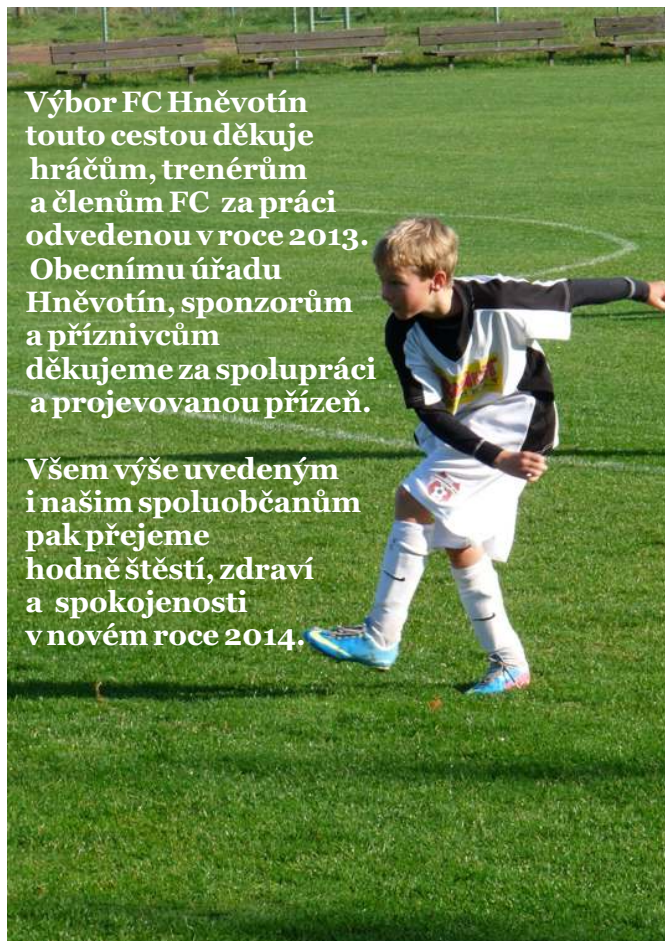 Výbor FC Hněvotín
touto cestou děkuje
hráčům, trenérům
a členům FC za práci
odvedenou v roce 2013.
Obecnímu úřadu
Hněvotín, sponzorům
a příznivcům
děkujeme za spolupráci
a projevovanou přízeň.
Všem výše uvedeným
i našim spoluobčanům
pak přejeme
hodně štěstí, zdraví
a spokojenosti
v novém roce 2014.